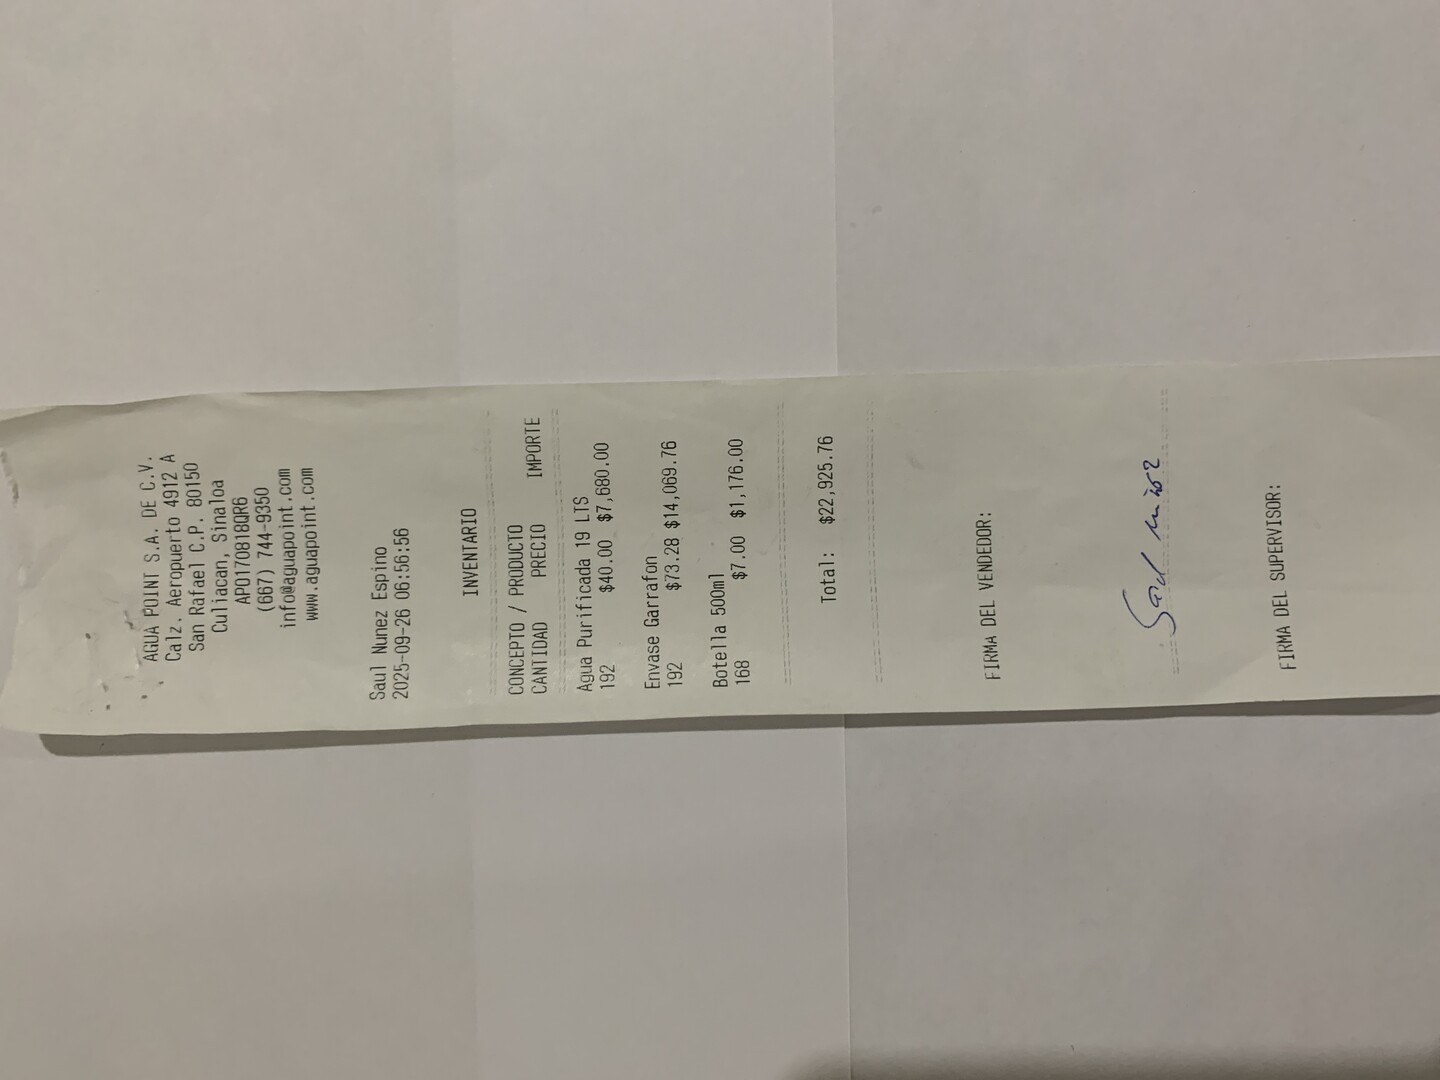 AGUA POINT S.A. DE C.V.
Calz. Aeropuerto 4912 A
San Rafael C.P. 80150
Culiacan, Sinaloa
APO170818QR6
(667) 744-9350
info@aguapoint.com
www.aguapoint.com
Saul Nunez Espino
2025-09-26 06:56:56
INVENTARIO
CONCEPTO / PRODUCTO
CANTIDAD PRECIO IMPORTE
Agua Purificada 19 LTS
192 $40.00 $7,680.00
Envase Garrafon
192 $73.28 $14,069.76
Botella 500ml
168 $7.00 $1,176.00
Total: $22,925.76
FIRMA DEL VENDEDOR:
Saul Nuñez
FIRMA DEL SUPERVISOR: